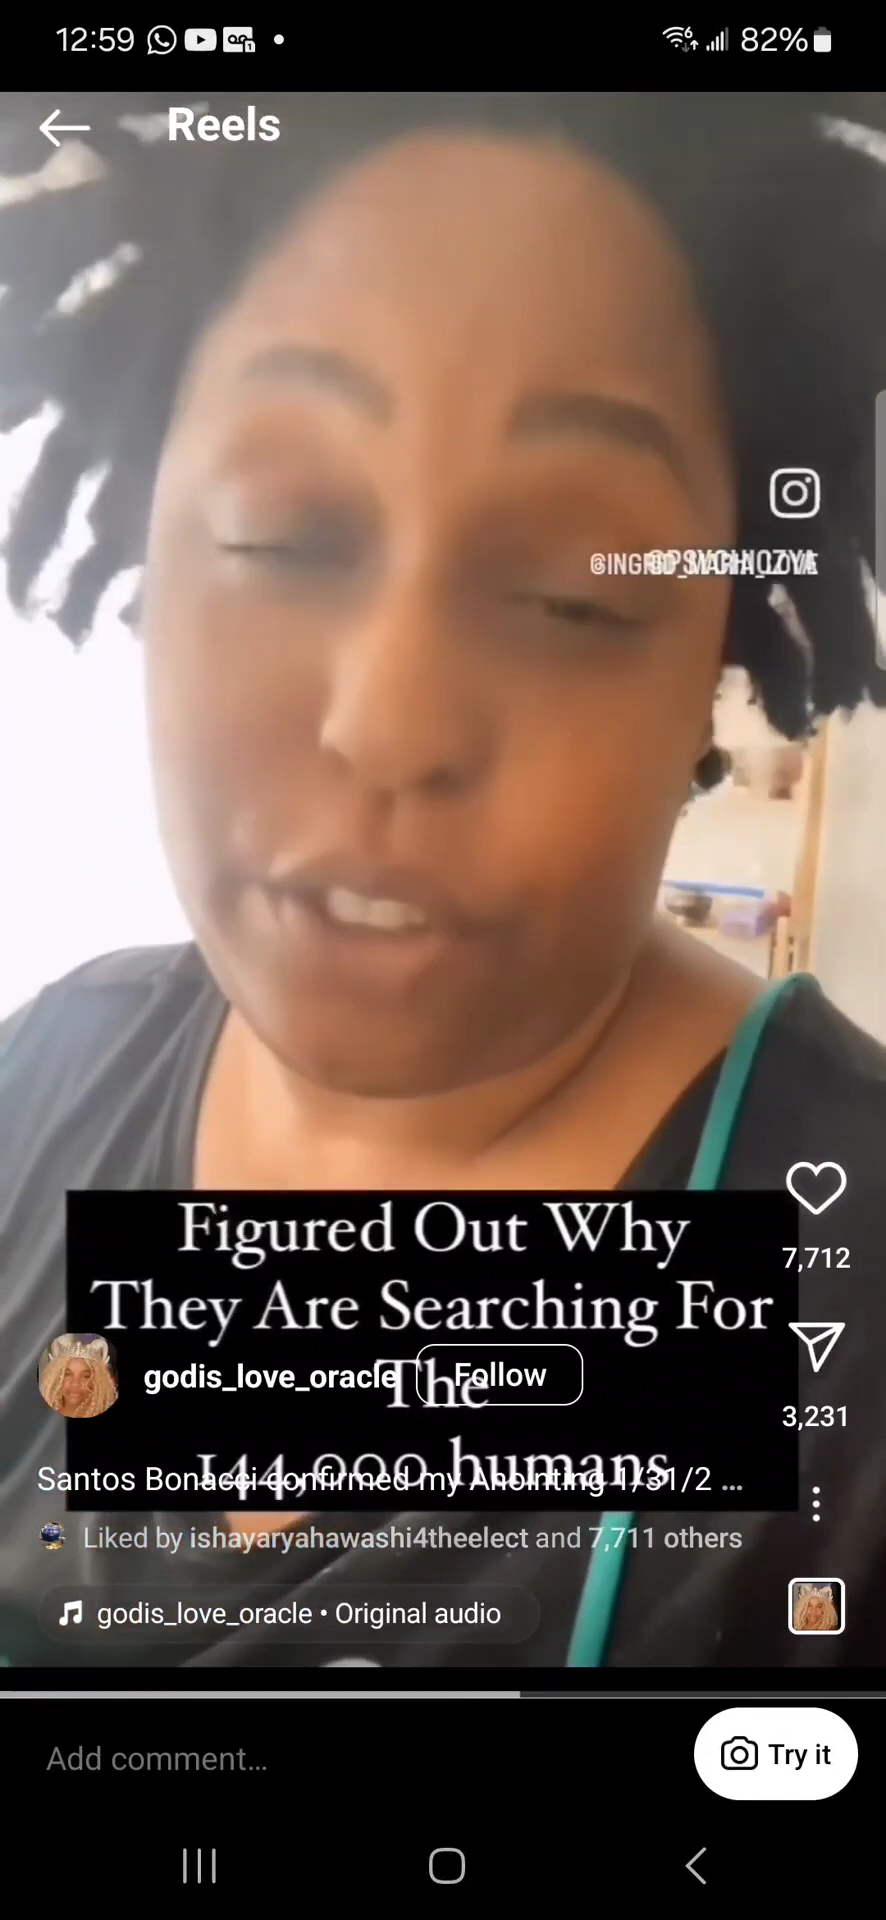 12:59
82%
Reels
Figured Out Why
They Are Searching For
The
144,000 humans
godis_love_oracle
Follow
Santos Bonacci confirmed my Anointing 1/31/2 ...
Liked by ishayaryahawashi4theelect and 7,711 others
godis_love_oracle • Original audio
7,712
3,231
Add comment...
Try it